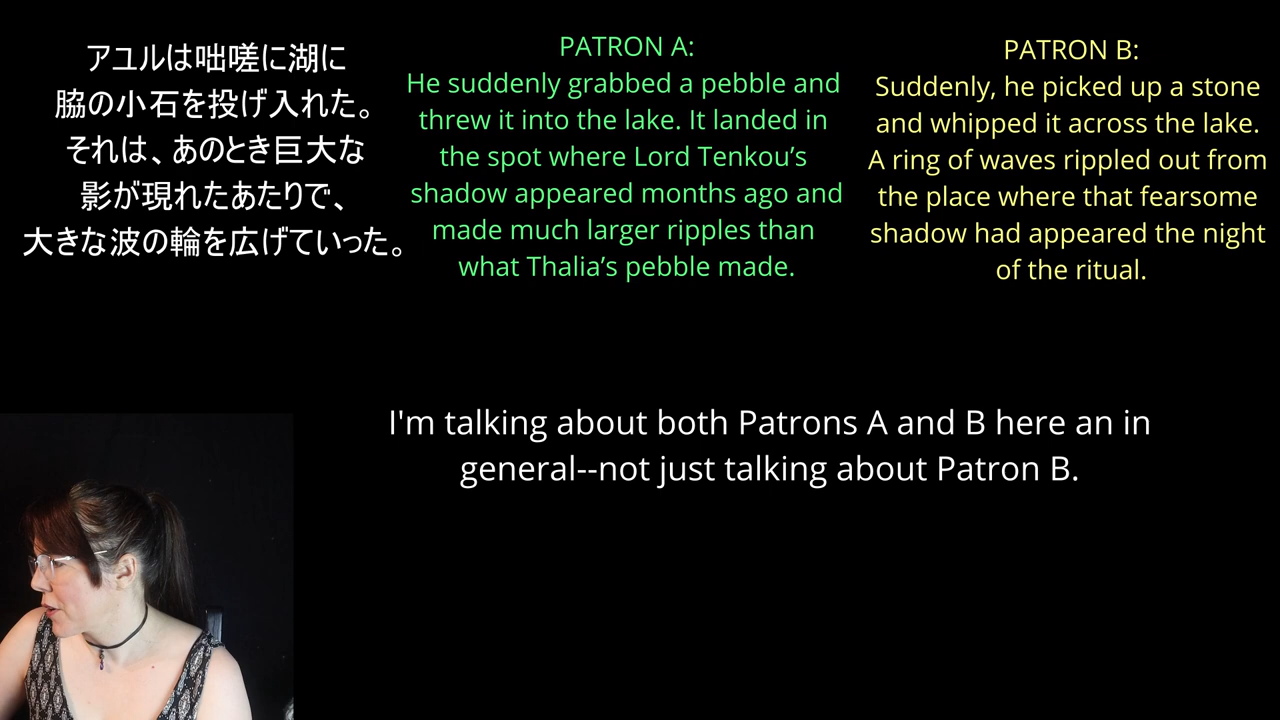 アユルは咄嗟に湖に
脇の小石を投げ入れた。
それは、あのとき巨大な
影が現れたあたりで、
大きな波の輪を広げていった。
PATRON A:
He suddenly grabbed a pebble and
threw it into the lake. It landed in
the spot where Lord Tenkou’s
shadow appeared months ago and
made much larger ripples than
what Thalia’s pebble made.
PATRON B:
Suddenly, he picked up a stone
and whipped it across the lake.
A ring of waves rippled out from
the place where that fearsome
shadow had appeared the night
of the ritual.
I'm talking about both Patrons A and B here an in
general--not just talking about Patron B.